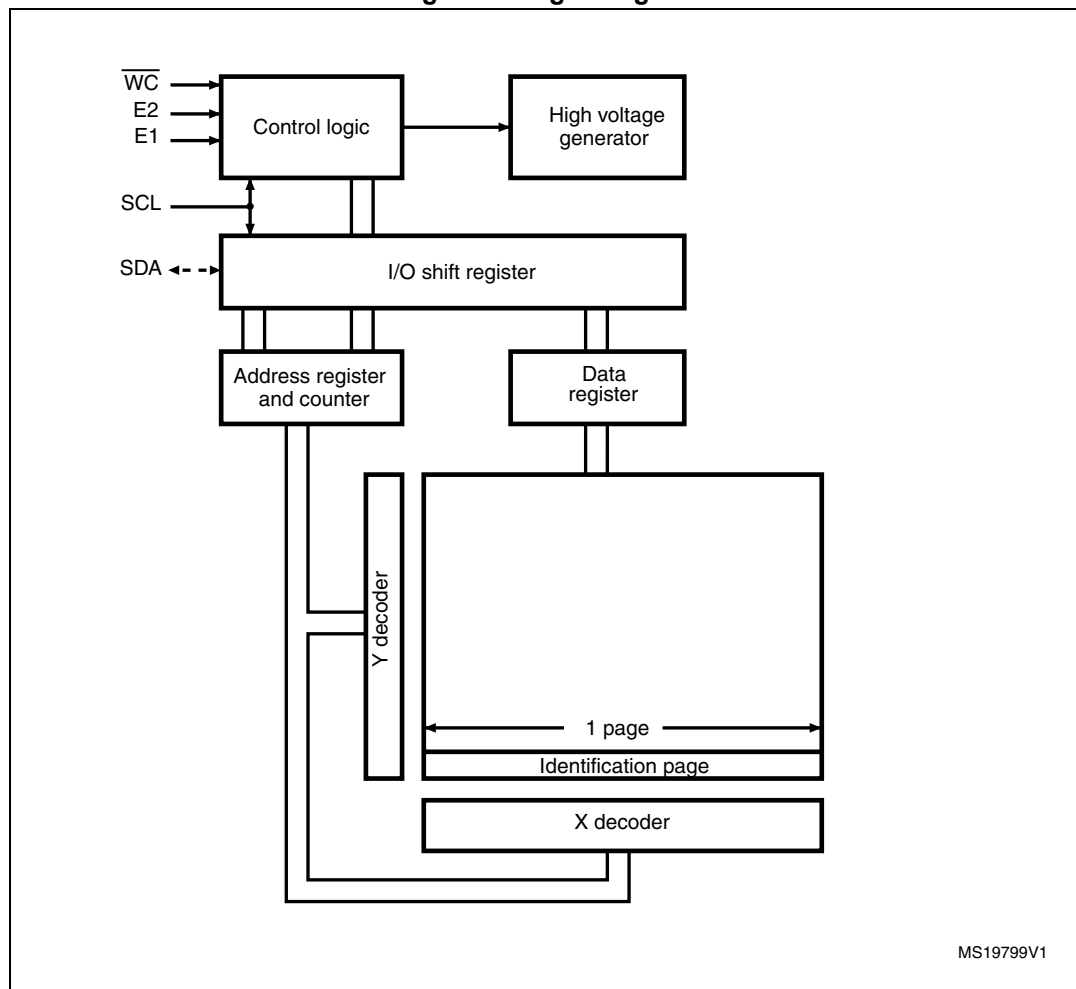 W̅C̅
E2
E1
Control logic
High voltage
generator
SCL
SDA
I/O shift register
Address register
and counter
Data
register
Y decoder
1 page
Identification page
X decoder
MS19799V1